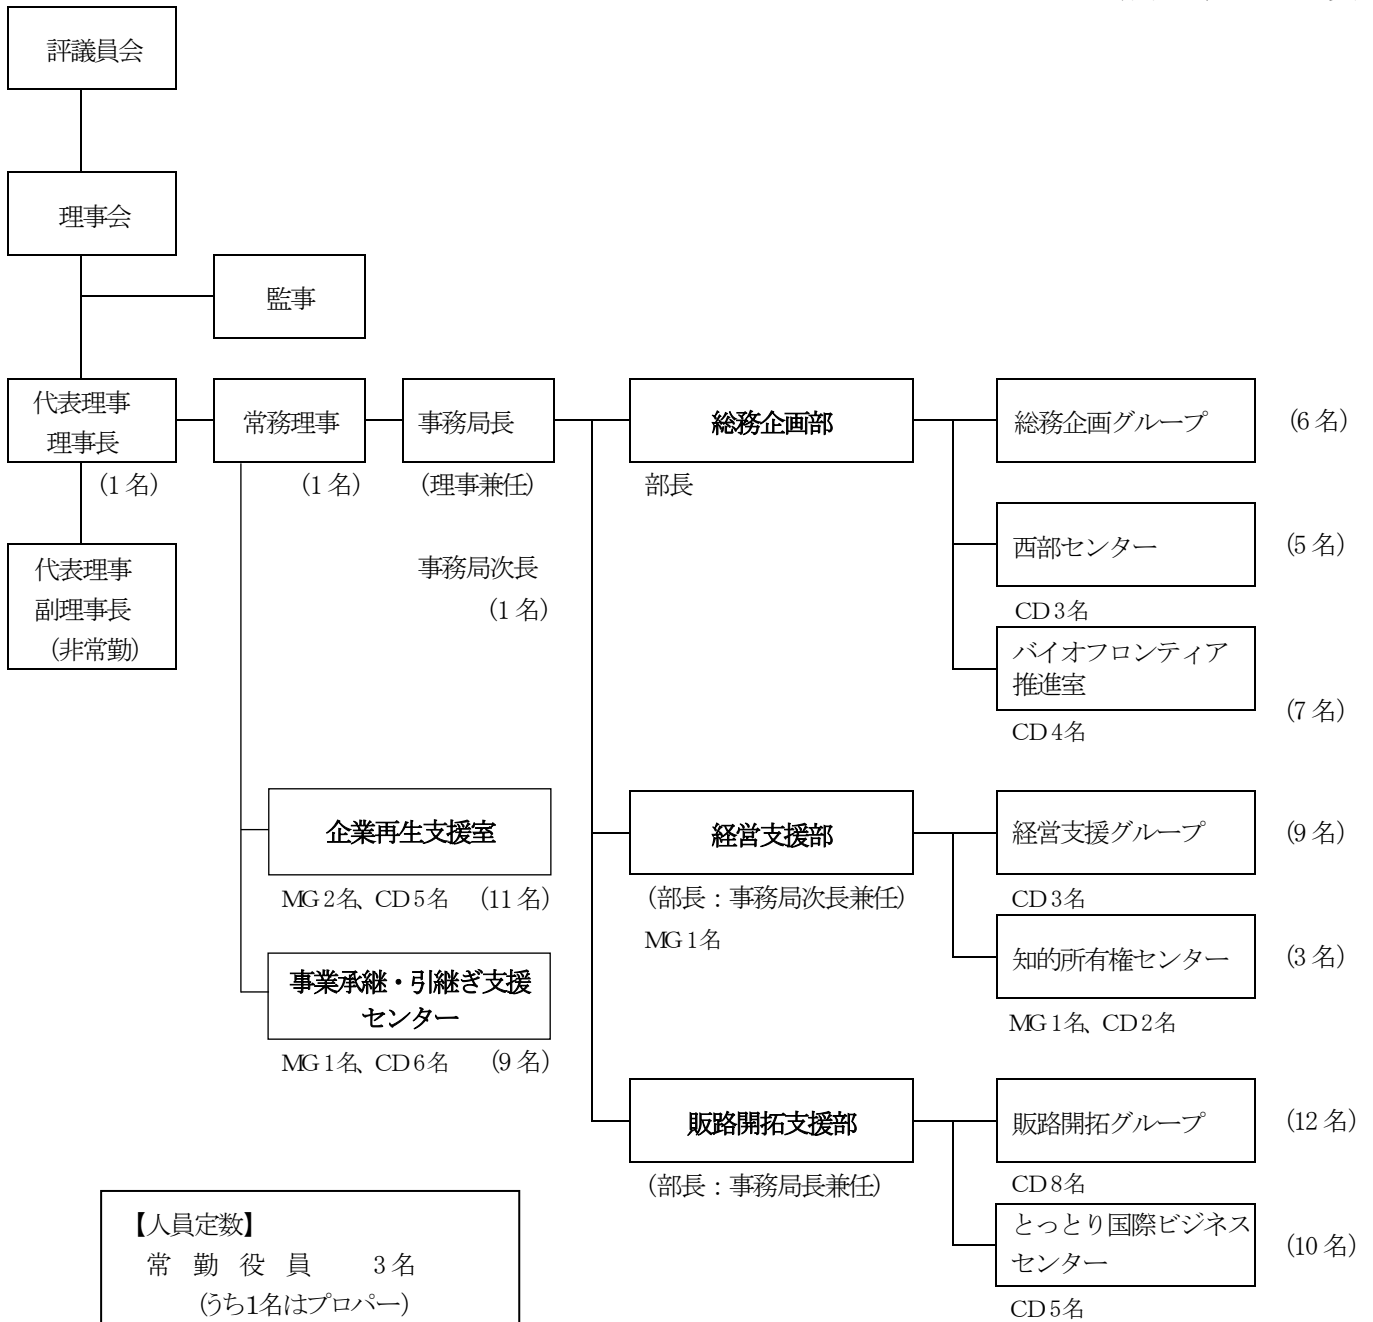 評議員会
理事会
監事
代表理事
理事長
(1名)
常務理事
(1名)
事務局長
(理事兼任)
事務局次長
(1名)
代表理事
副理事長
(非常勤)
総務企画部
部長
総務企画グループ
(6名)
西部センター
(5名)
CD3名
バイオフロンティア
推進室
(7名)
CD4名
企業再生支援室
MG2名、CD5名 (11名)
事業承継・引継ぎ支援
センター
MG1名、CD6名 (9名)
経営支援部
(部長:事務局次長兼任)
MG1名
経営支援グループ
(9名)
CD3名
知的所有権センター
(3名)
MG1名、CD2名
販路開拓支援部
(部長:事務局長兼任)
販路開拓グループ
(12名)
CD8名
とっとり国際ビジネス
センター
(10名)
CD5名
【人員定数】
常 勤 役 員 3名
(うち1名はプロパー)